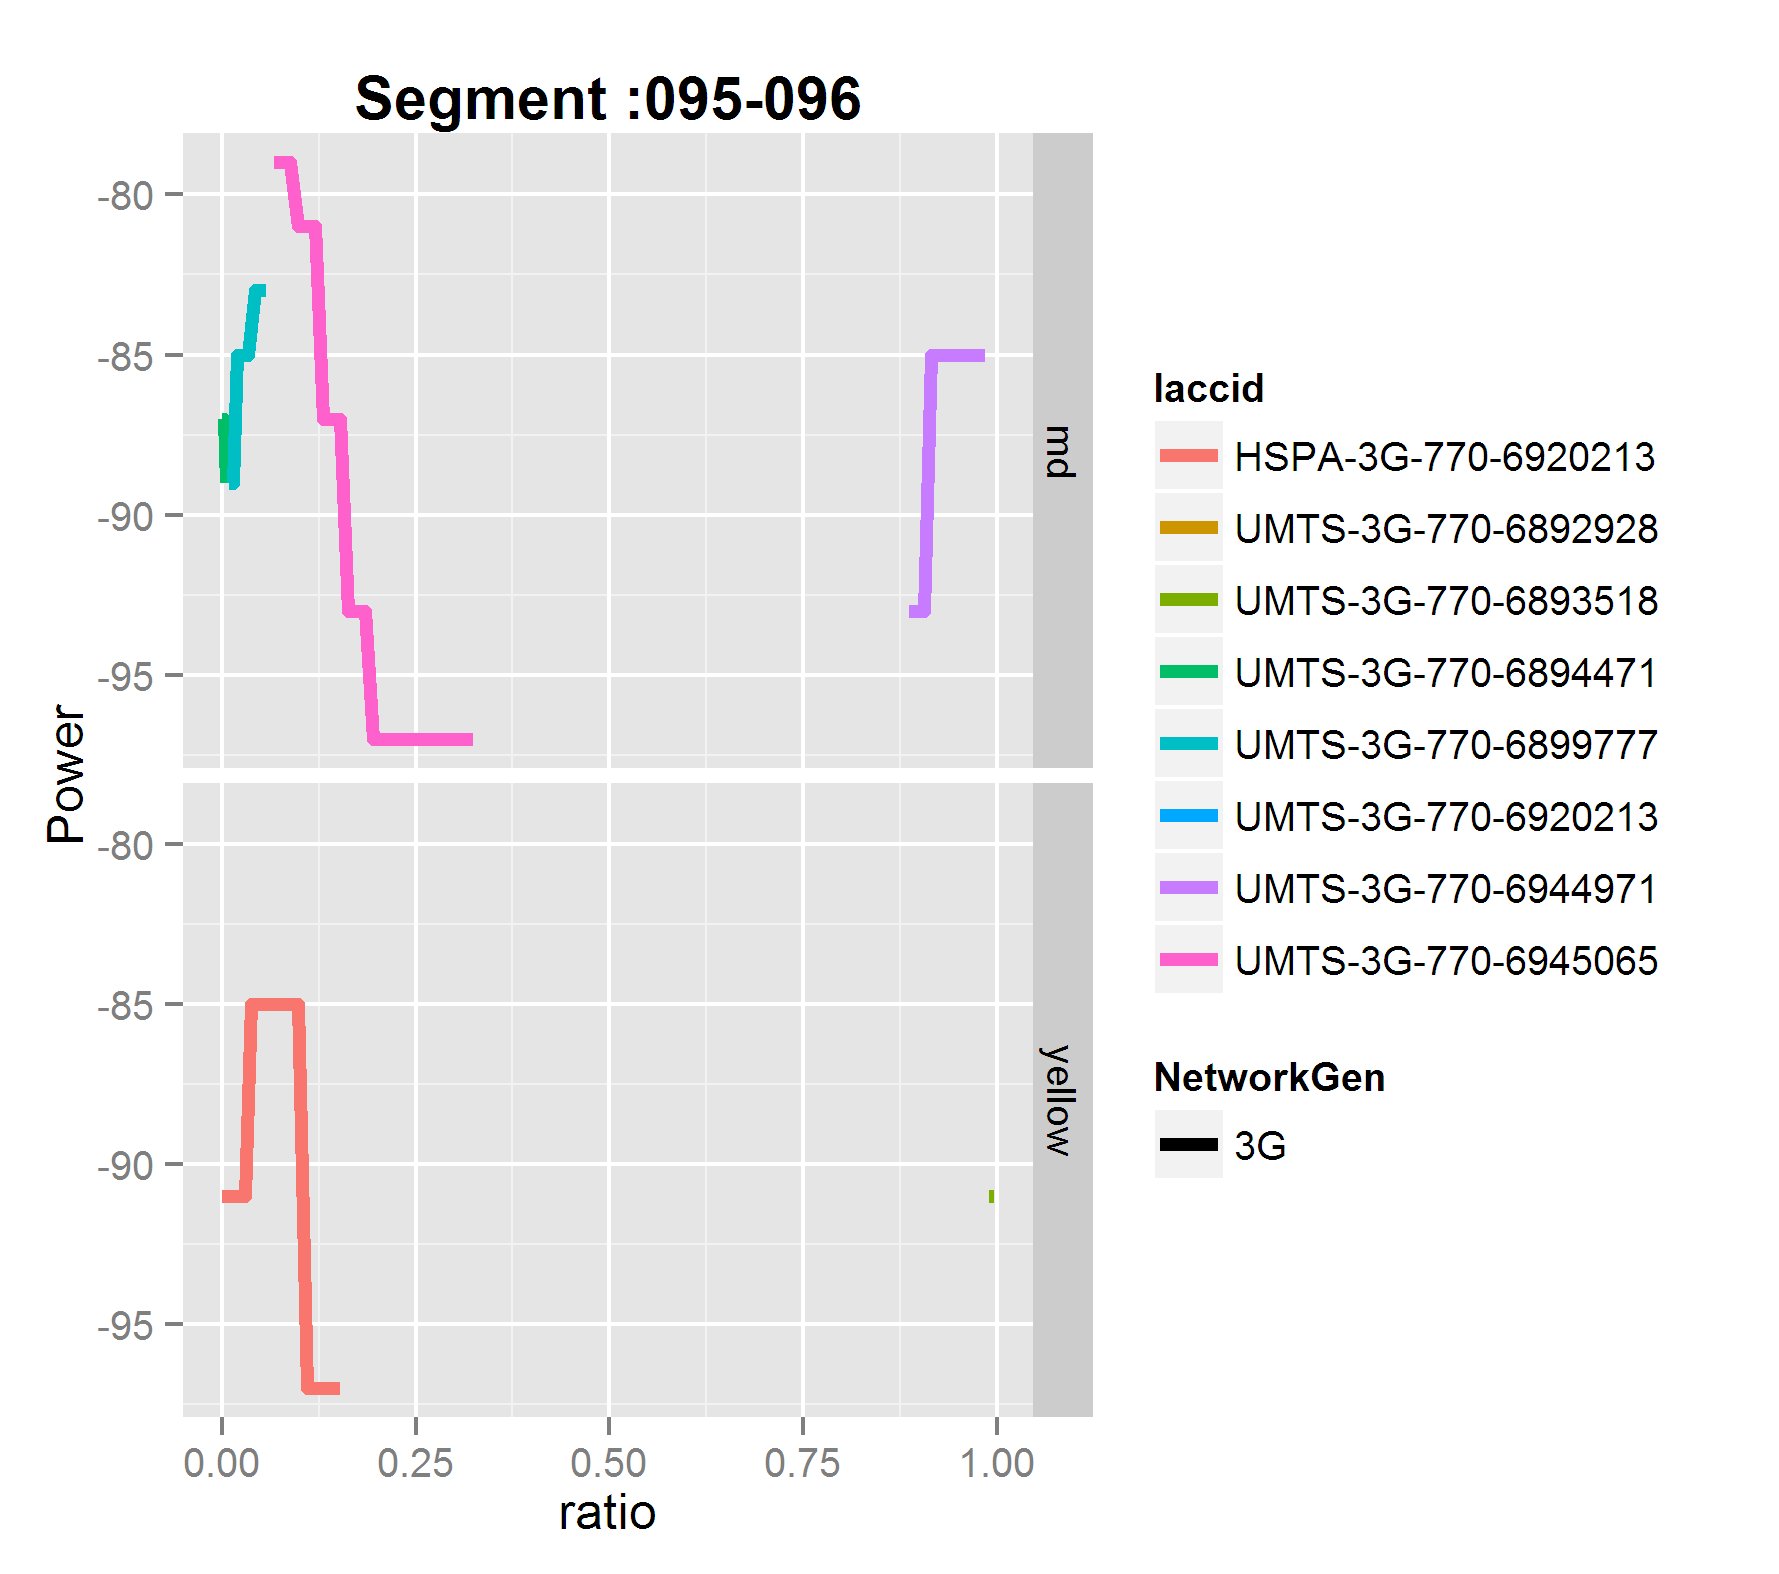 Segment :095-096
Power
-80
-85
-90
-95
md
-80
-85
-90
-95
yellow
0.00 0.25 0.50 0.75 1.00
ratio
laccid
HSPA-3G-770-6920213
UMTS-3G-770-6892928
UMTS-3G-770-6893518
UMTS-3G-770-6894471
UMTS-3G-770-6899777
UMTS-3G-770-6920213
UMTS-3G-770-6944971
UMTS-3G-770-6945065
NetworkGen
3G